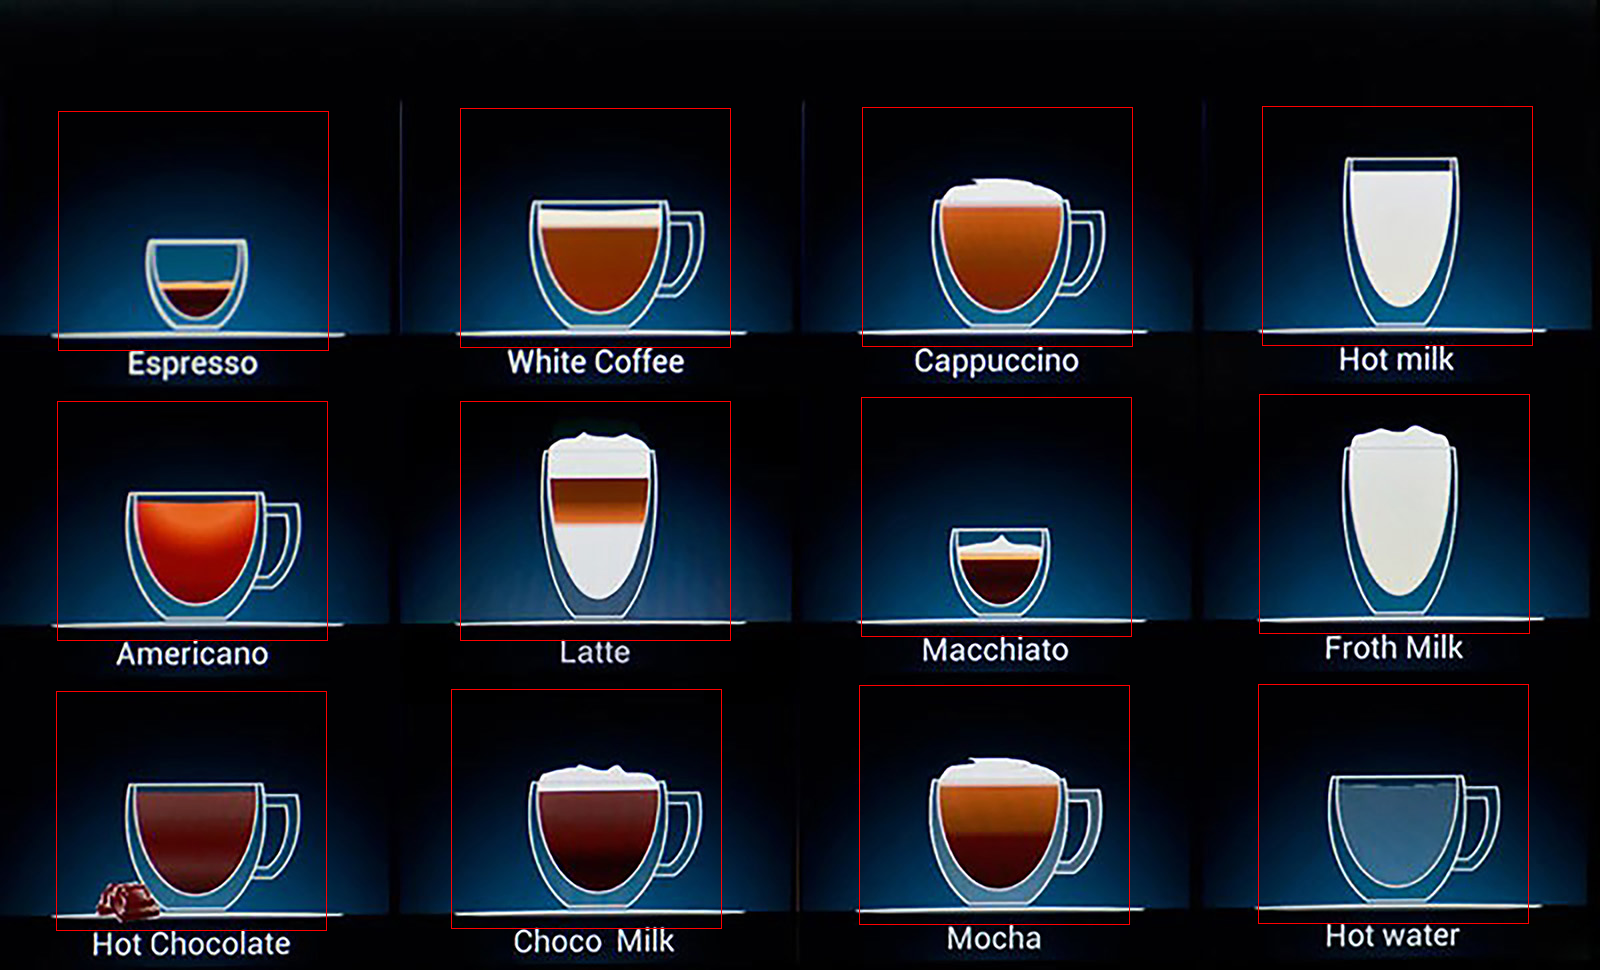 Espresso
White Coffee
Cappuccino
Hot milk
Americano
Latte
Macchiato
Froth Milk
Hot Chocolate
Choco Milk
Mocha
Hot water